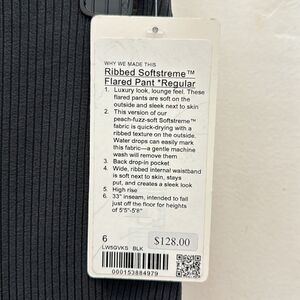 WHY WE MADE THIS
Ribbed Softstreme™
Flared Pant *Regular
1. Luxury look, lounge feel. These
flared pants are soft on the
outside and sleek next to skin
2. This version of our
peach-fuzz-soft Softstreme™
fabric is quick-drying with a
ribbed texture on the outside.
Water drops can easily mark
this fabric—a gentle machine
wash will remove them
3. Back drop-in pocket
4. Wide, ribbed internal waistband
is soft next to skin, stays
put, and creates a sleek look
5. High rise
6. 33" inseam, intended to fall
just off the floor for heights
of 5'5"-5'8"
6
$128.00
LW5GVKS BLK
000153884979